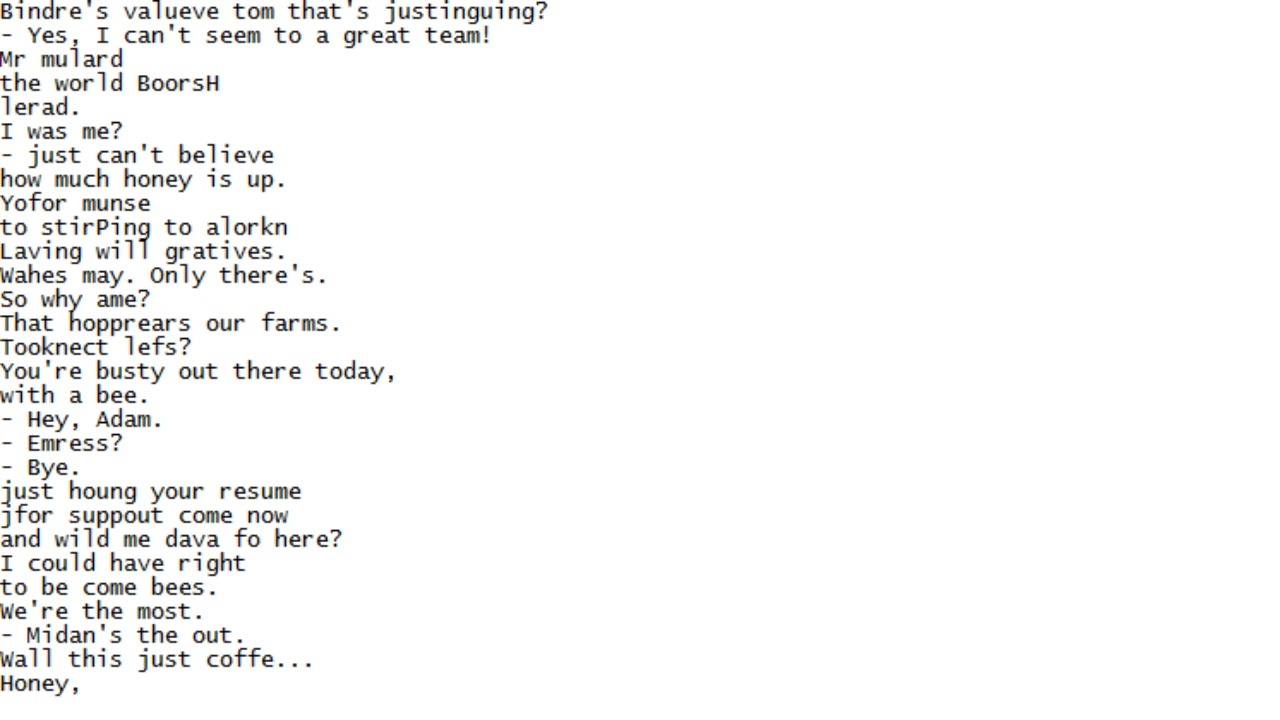 Bindre's valueve tom that's justinguing?
- Yes, I can't seem to a great team!
Mr mulard
the world BoorsH
lerad.
I was me?
- just can't believe
how much honey is up.
Yofor munse
to stirPing to alorkn
Laving will gratives.
Wahes may. Only there's.
So why ame?
That hopprears our farms.
Tooknect lefs?
You're busty out there today,
with a bee.
- Hey, Adam.
- Emress?
- Bye.
just houng your resume
jfor suppout come now
and wild me dava fo here?
I could have right
to be come bees.
We're the most.
- Midan's the out.
Wall this just coffe...
Honey,